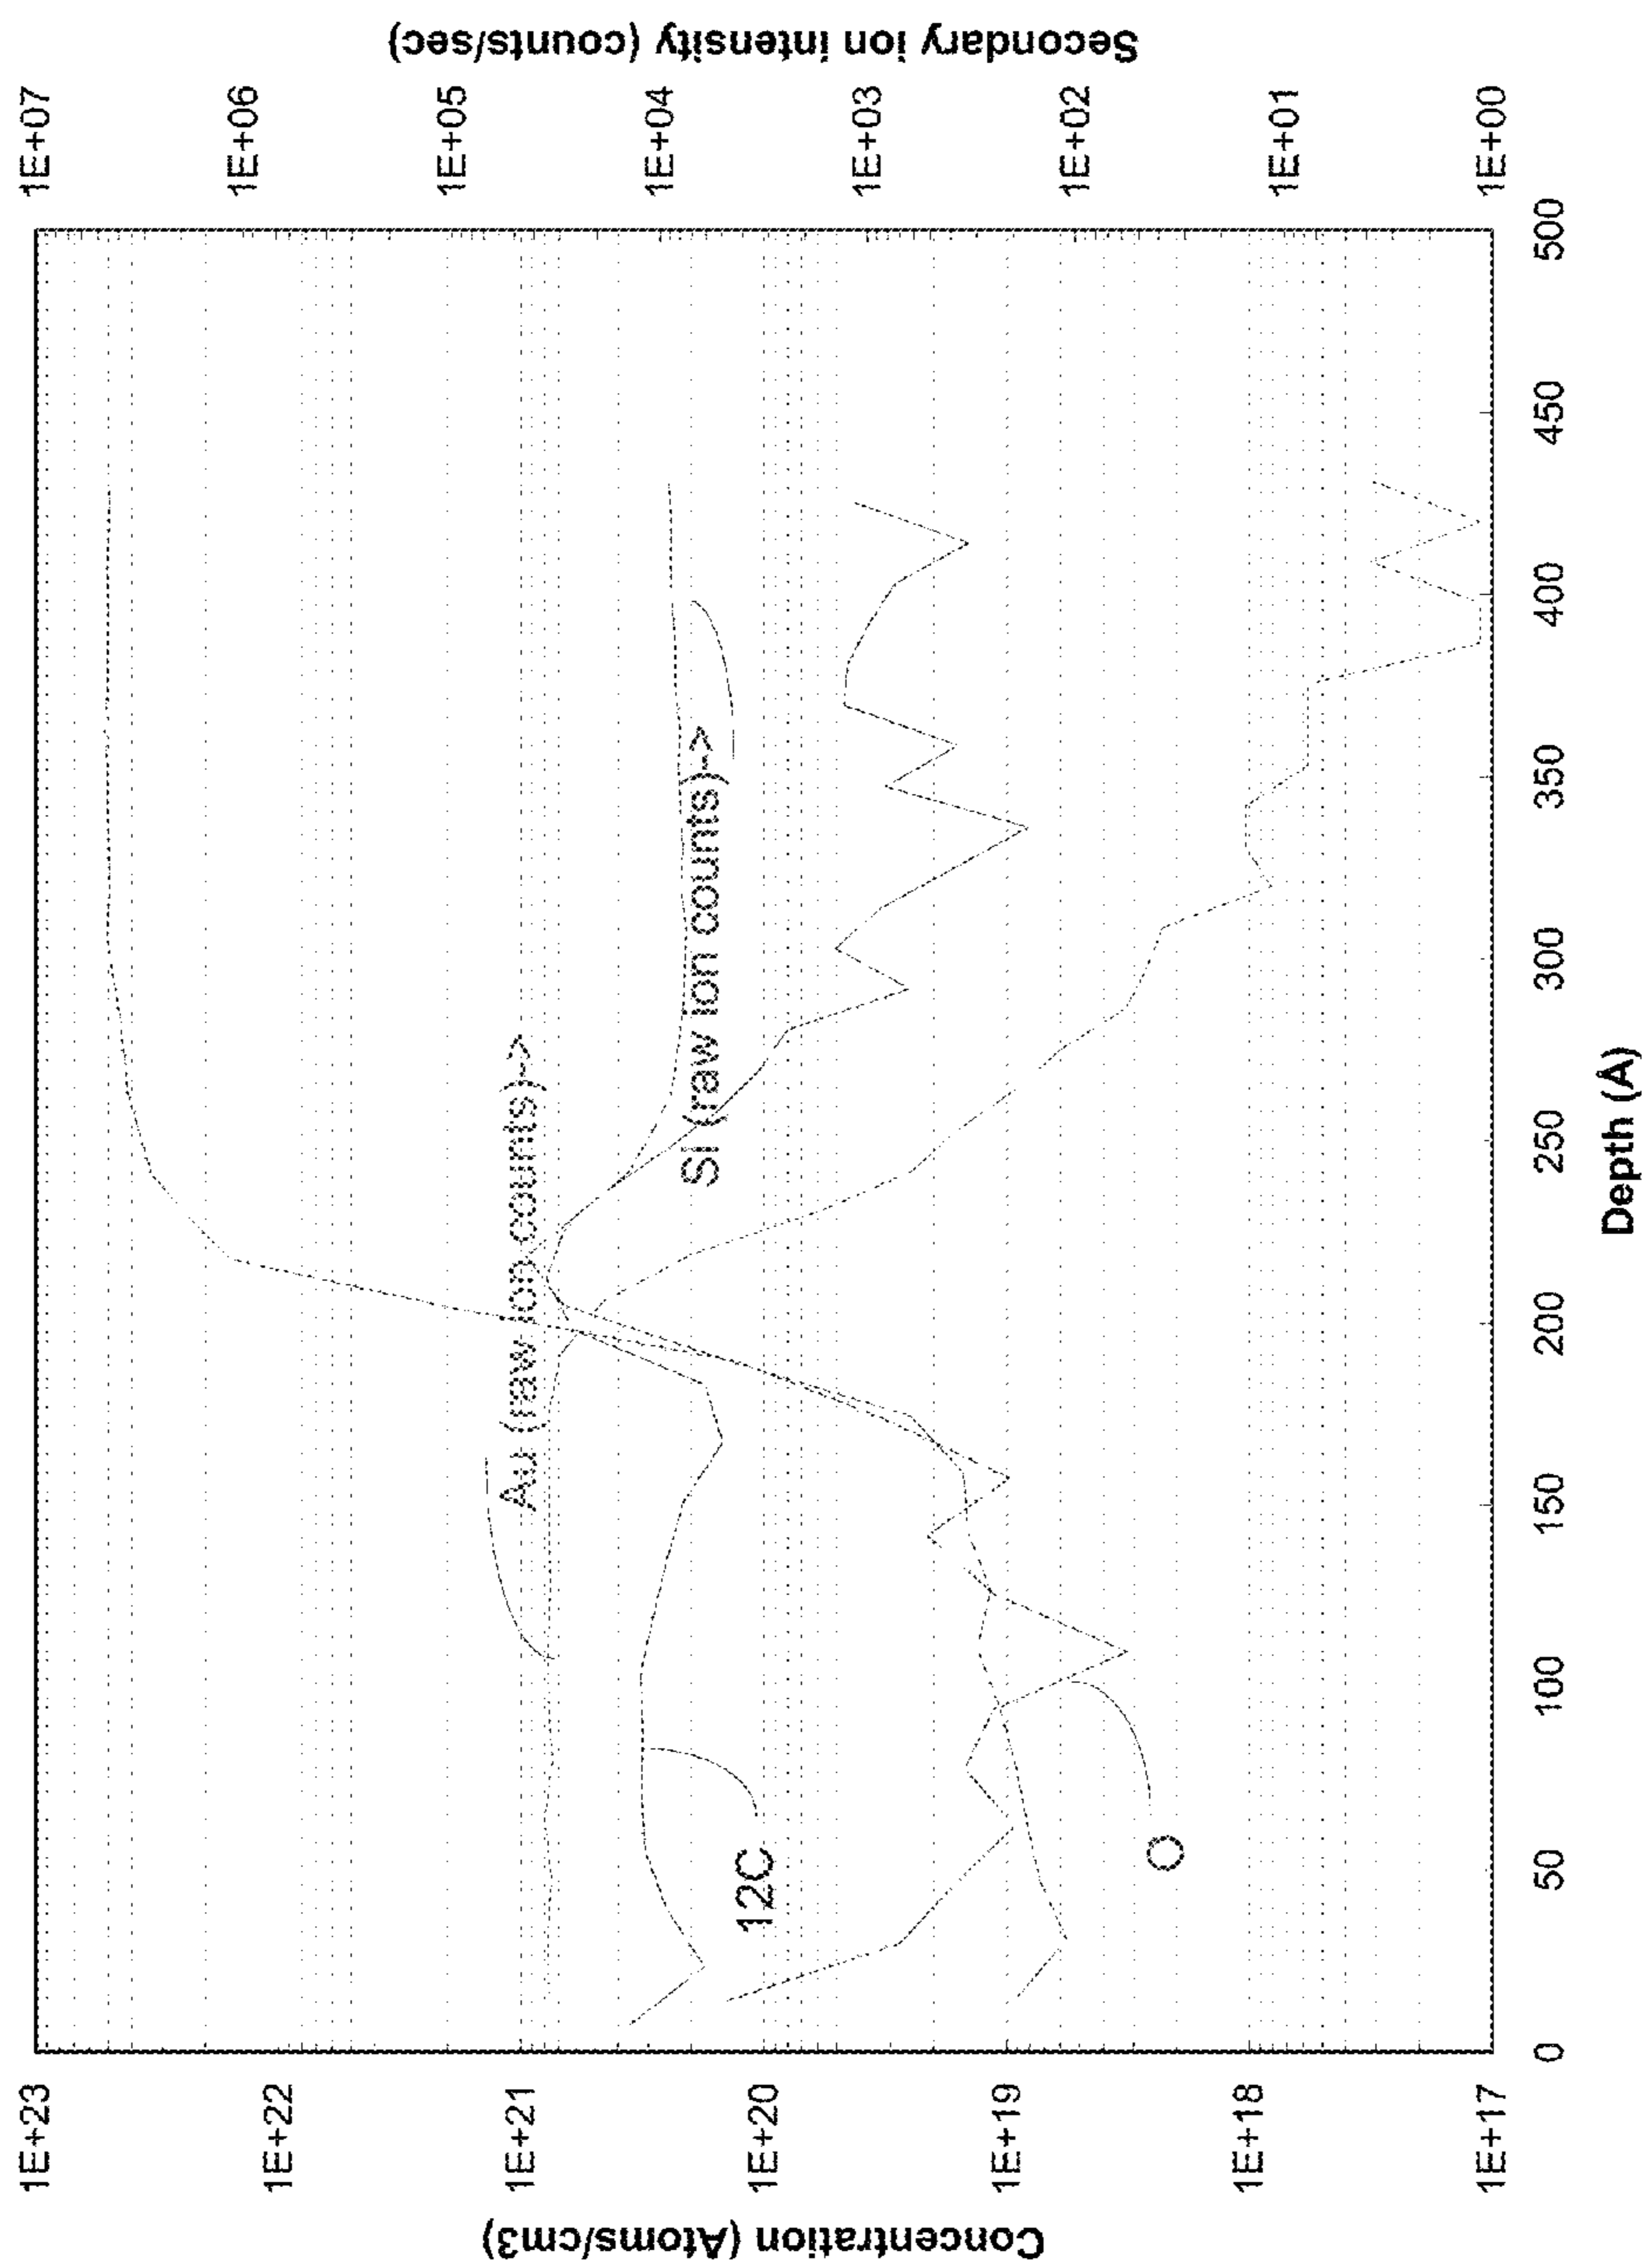 Concentration (Atoms/cm3)
1E+23
1E+22
1E+21
1E+20
1E+19
1E+18
1E+17
Au (raw ion counts)->
Si (raw ion counts)->
12C
O
0
50
100
150
200
250
300
350
400
450
500
Depth (Å)
1E+07
1E+06
1E+05
1E+04
1E+03
1E+02
1E+01
1E+00
Secondary ion intensity (counts/sec)